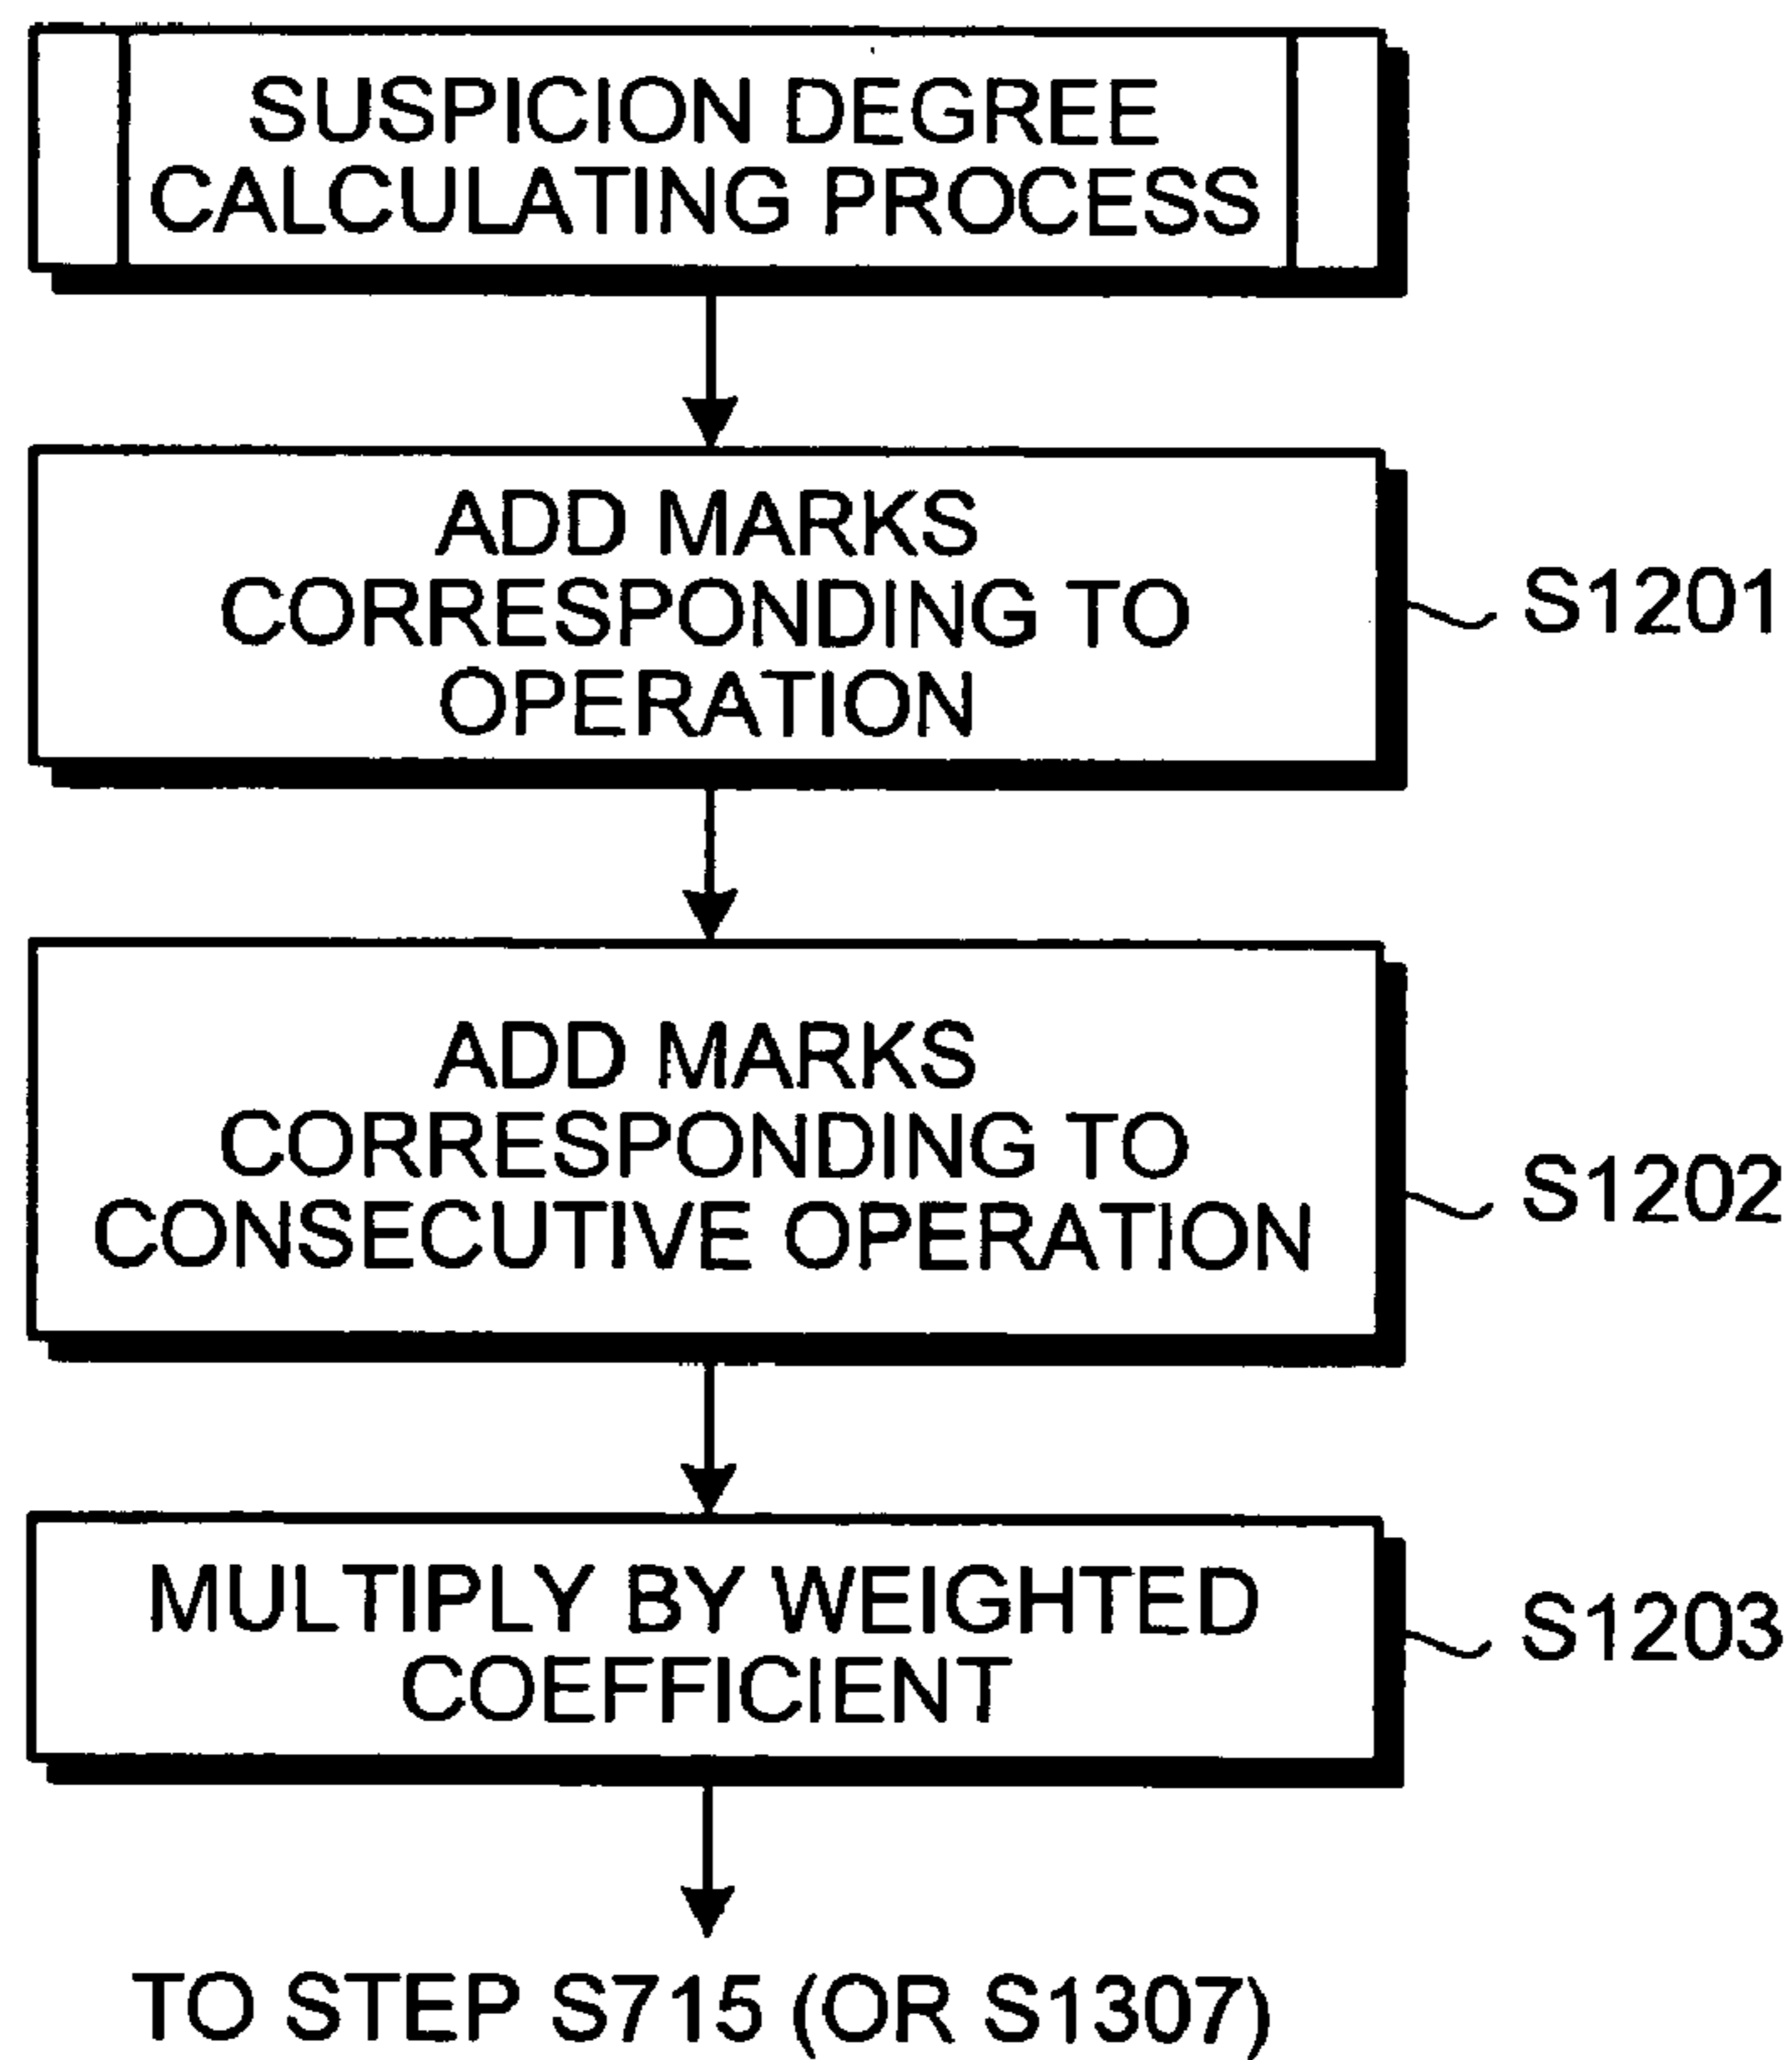 SUSPICION DEGREE
CALCULATING PROCESS
ADD MARKS
CORRESPONDING TO
OPERATION
S1201
ADD MARKS
CORRESPONDING TO
CONSECUTIVE OPERATION
S1202
MULTIPLY BY WEIGHTED
COEFFICIENT
S1203
TO STEP S715 (OR S1307)